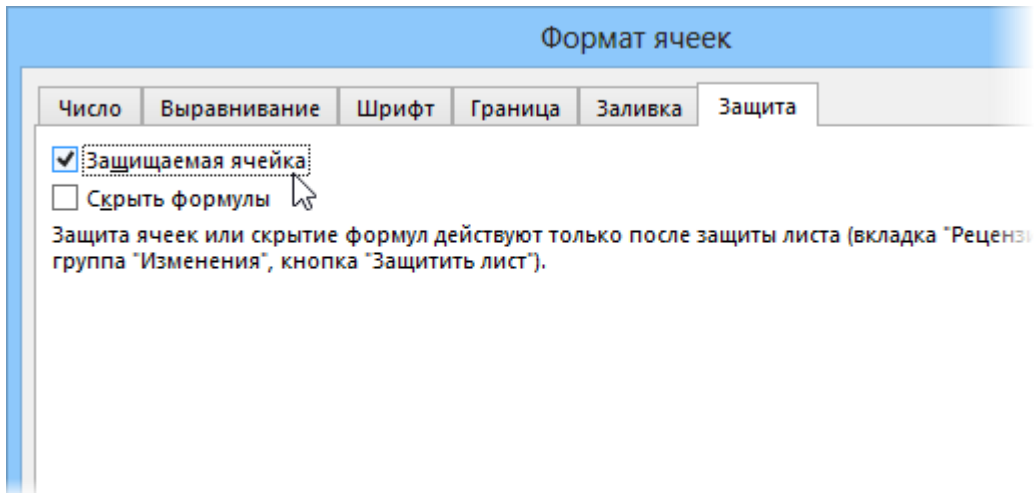 Формат ячеек
Число Выравнивание Шрифт Граница Заливка Защита
Защищаемая ячейка
Скрыть формулы
Защита ячеек или скрытие формул действуют только после защиты листа (вкладка "Реценз
группа "Изменения", кнопка "Защитить лист").